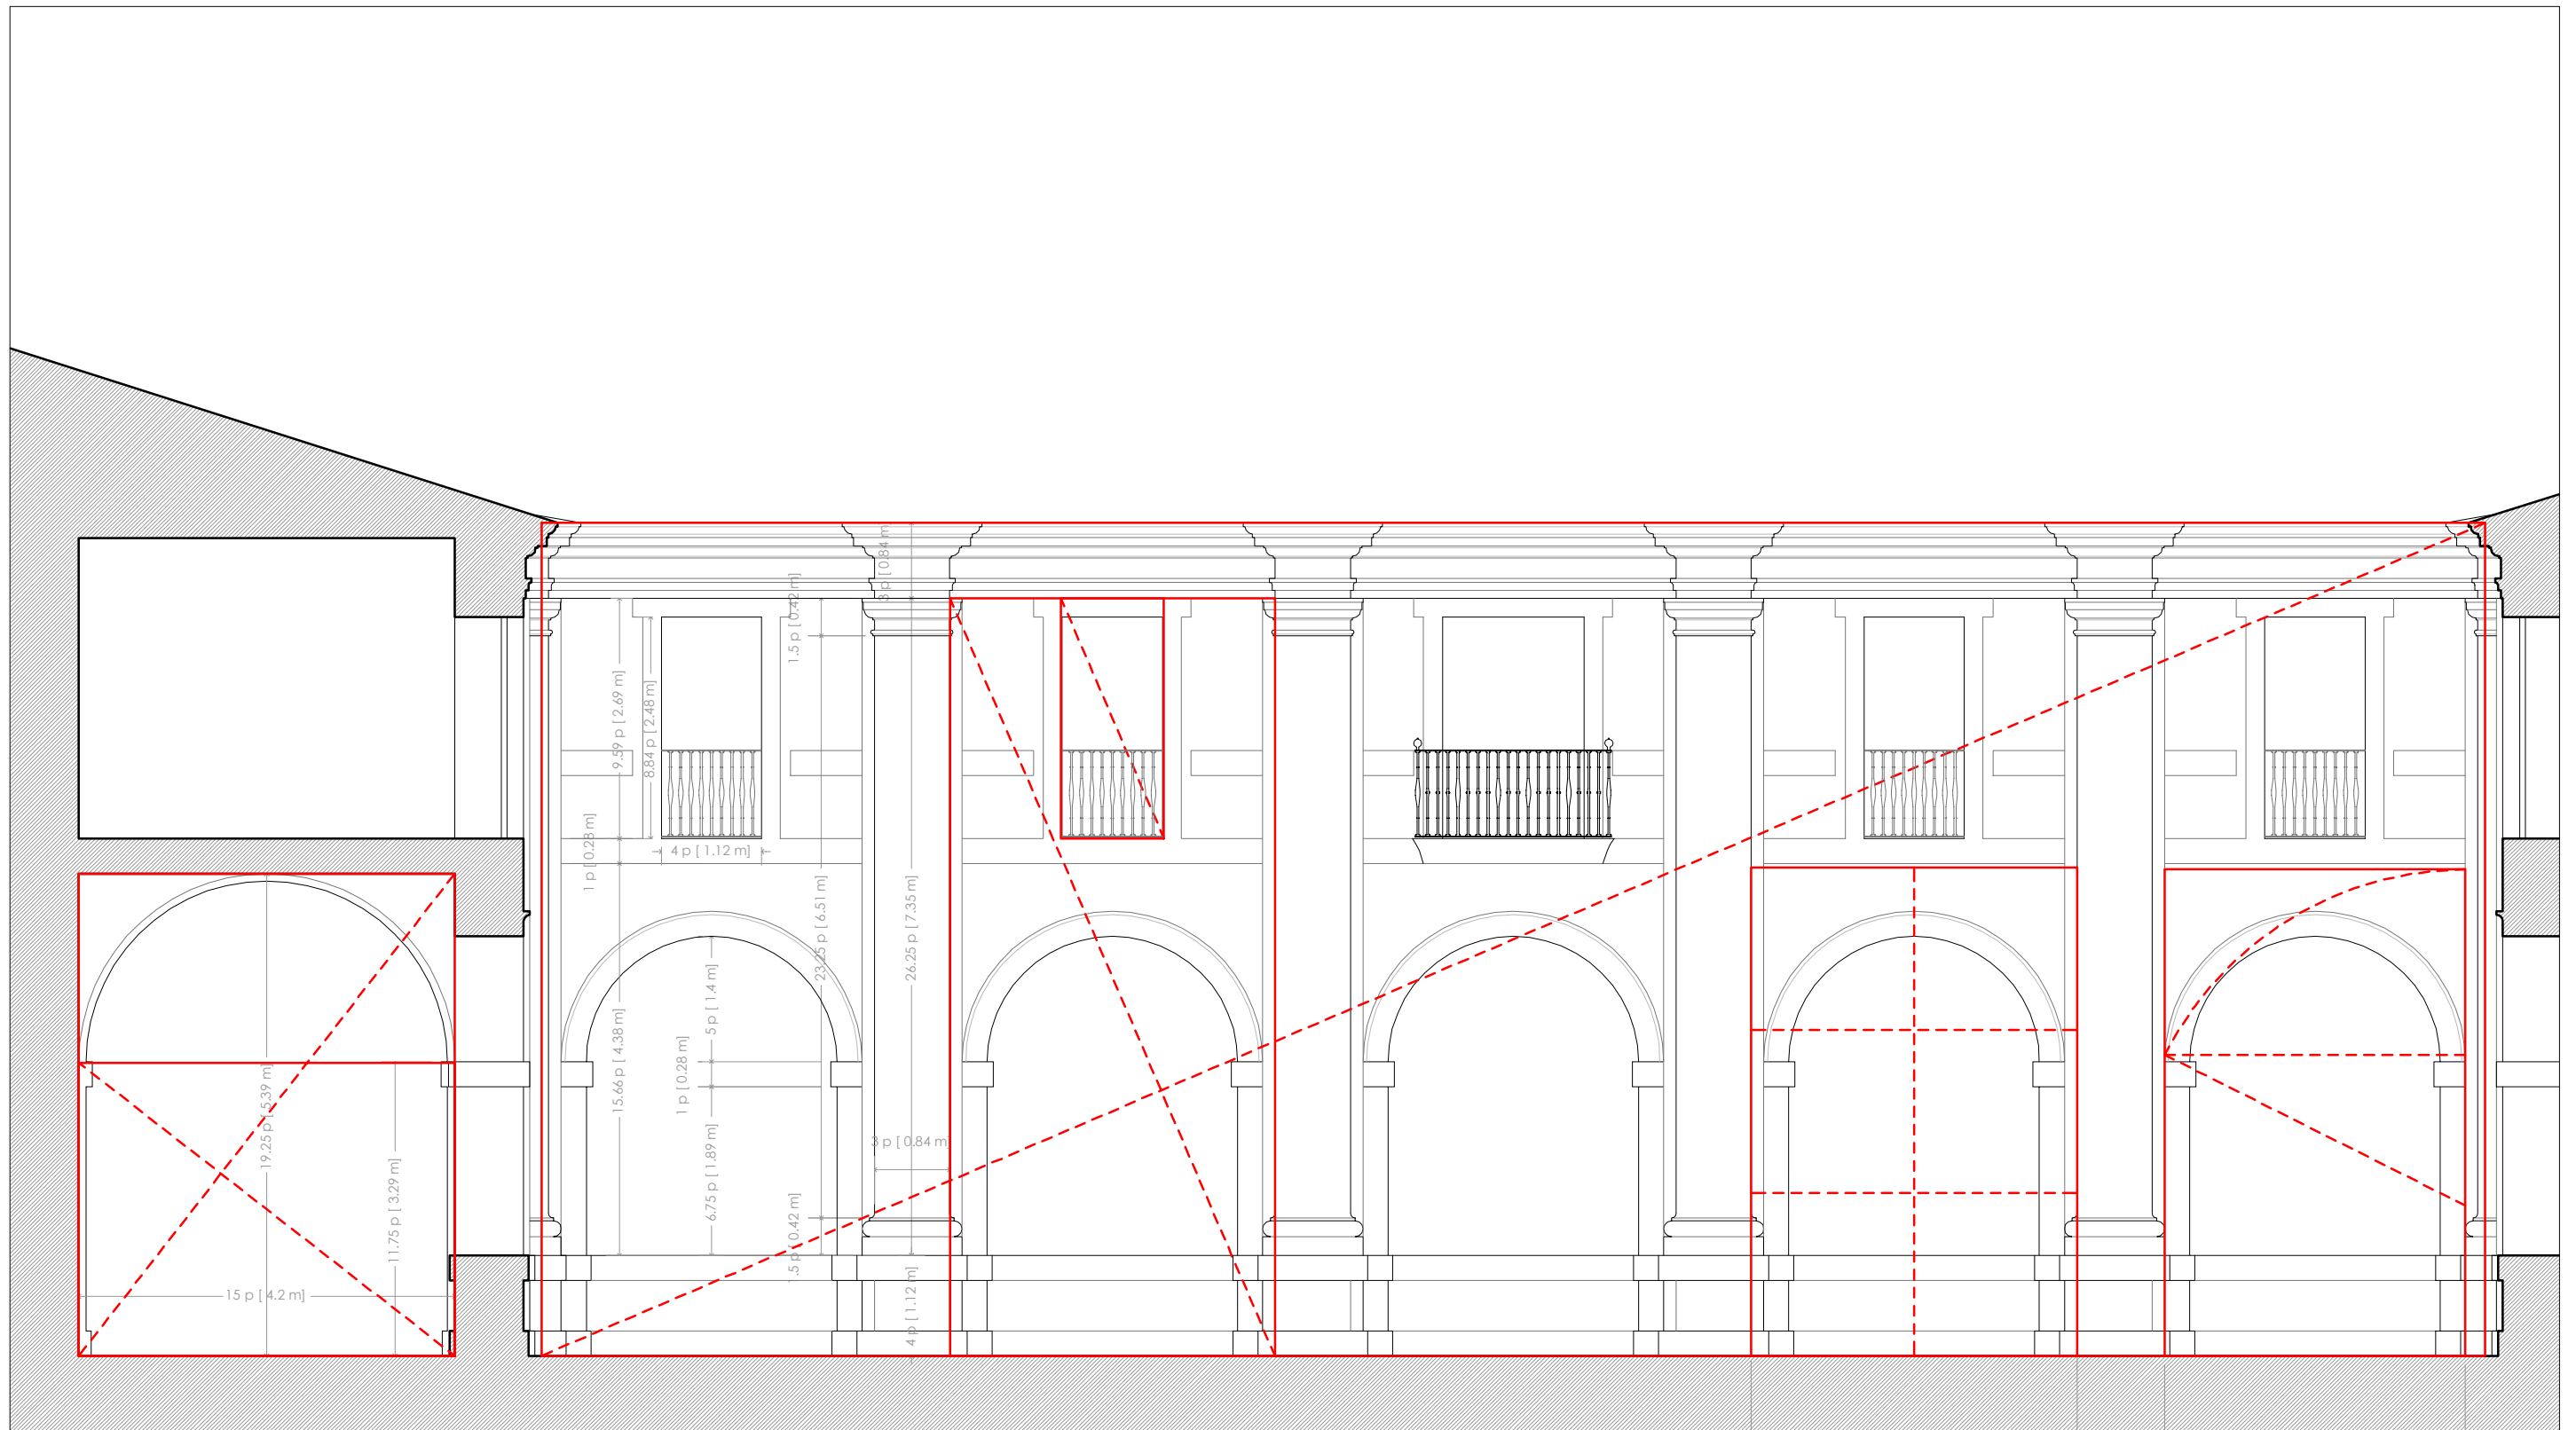 3 p [ 0.84 m]
1.5 p [0.42 m]
9.59 p [ 2.69 m]
8.84 p [ 2.48 m]
1 p [0.28 m]
4 p [ 1.12 m]
23.25 p [ 6.51 m]
26.25 p [ 7.35 m]
5 p [ 1.4 m]
15.66 p [ 4.38 m]
1 p [0.28 m]
19.25 p [ 5.39 m]
3 p [ 0.84 m]
6.75 p [ 1.89 m]
11.75 p [ 3.29 m]
1.5 p [0.42 m]
15 p [ 4.2 m]
4 p [ 1.12 m]